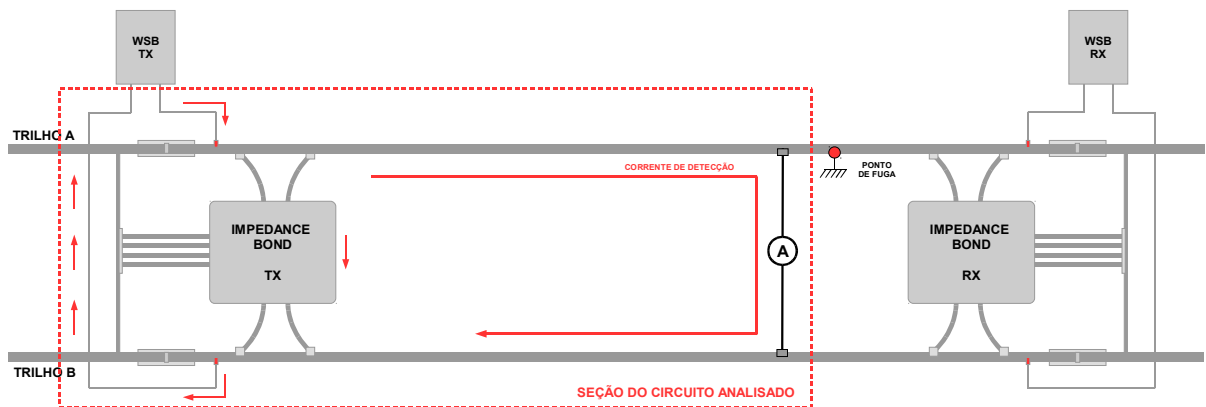 WSB
TX
WSB
RX
TRILHO A
CORRENTE DE DETECÇÃO
PONTO
DE FUGA
IMPEDANCE
BOND
TX
A
IMPEDANCE
BOND
RX
TRILHO B
SEÇÃO DO CIRCUITO ANALISADO